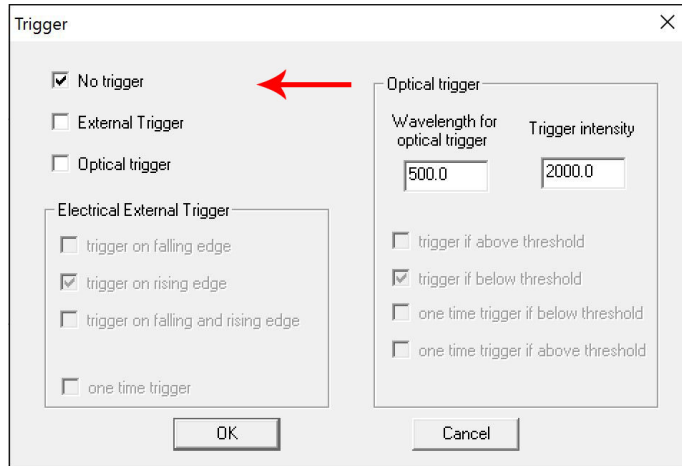 Trigger
No trigger
External Trigger
Optical trigger
Electrical External Trigger
trigger on falling edge
trigger on rising edge
trigger on falling and rising edge
one time trigger
Optical trigger
Wavelength for
optical trigger
Trigger intensity
500.0
2000.0
trigger if above threshold
trigger if below threshold
one time trigger if below threshold
one time trigger if above threshold
OK
Cancel